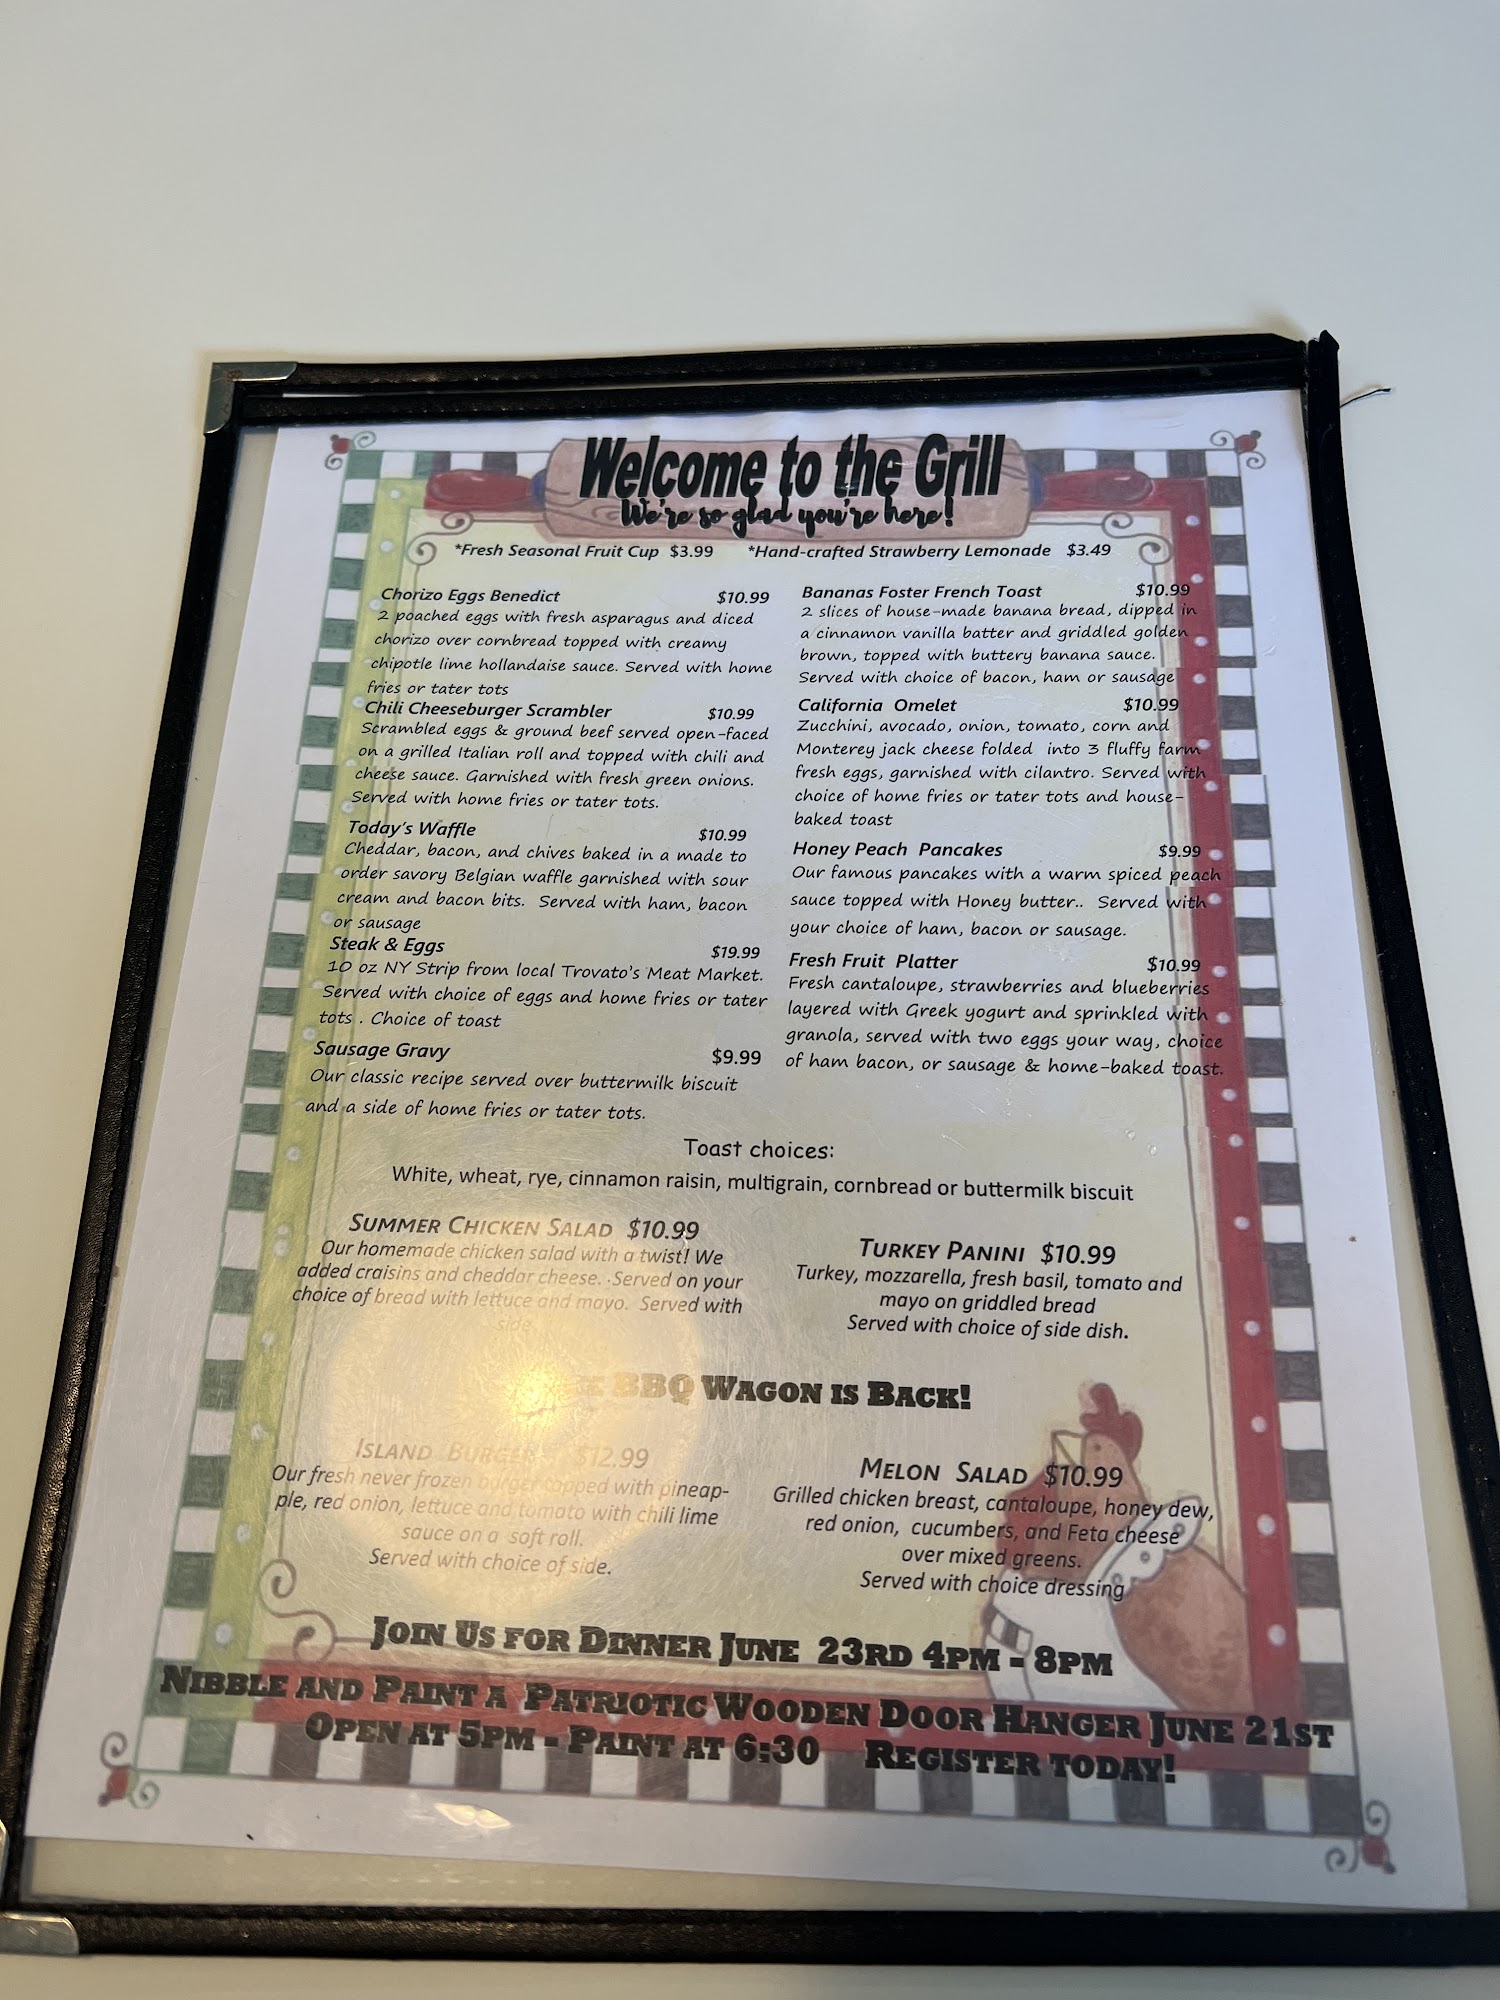 Welcome to the Grill
We're so glad you're here!
*Fresh Seasonal Fruit Cup $3.99 *Hand-crafted Strawberry Lemonade $3.49
Chorizo Eggs Benedict $10.99
2 poached eggs with fresh asparagus and diced
chorizo over cornbread topped with creamy
chipotle lime hollandaise sauce. Served with home
fries or tater tots
Chili Cheeseburger Scrambler $10.99
Scrambled eggs & ground beef served open-faced
on a grilled Italian roll and topped with chili and
cheese sauce. Garnished with fresh green onions.
Served with home fries or tater tots.
Today's Waffle $10.99
Cheddar, bacon, and chives baked in a made to
order savory Belgian waffle garnished with sour
cream and bacon bits. Served with ham, bacon
or sausage
Steak & Eggs $19.99
10 oz NY Strip from local Trovato's Meat Market.
Served with choice of eggs and home fries or tater
tots . Choice of toast
Sausage Gravy $9.99
Our classic recipe served over buttermilk biscuit
and a side of home fries or tater tots.
Bananas Foster French Toast $10.99
2 slices of house-made banana bread, dipped in
a cinnamon vanilla batter and griddled golden
brown, topped with buttery banana sauce.
Served with choice of bacon, ham or sausage
California Omelet $10.99
Zucchini, avocado, onion, tomato, corn and
Monterey jack cheese folded into 3 fluffy farm
fresh eggs, garnished with cilantro. Served with
choice of home fries or tater tots and house-
baked toast
Honey Peach Pancakes $9.99
Our famous pancakes with a warm spiced peach
sauce topped with Honey butter.. Served with
your choice of ham, bacon or sausage.
Fresh Fruit Platter $10.99
Fresh cantaloupe, strawberries and blueberries
layered with Greek yogurt and sprinkled with
granola, served with two eggs your way, choice
of ham bacon, or sausage & home-baked toast.
Toast choices:
White, wheat, rye, cinnamon raisin, multigrain, cornbread or buttermilk biscuit
Summer Chicken Salad $10.99
Our homemade chicken salad with a twist! We
added craisins and cheddar cheese. Served on your
choice of bread with lettuce and mayo. Served with
side
Turkey Panini $10.99
Turkey, mozzarella, fresh basil, tomato and
mayo on griddled bread
Served with choice of side dish.
BBQ Wagon is Back!
Island Burger $12.99
Our fresh never frozen burger topped with pineap-
ple, red onion, lettuce and tomato with chili lime
sauce on a soft roll.
Served with choice of side.
Melon Salad $10.99
Grilled chicken breast, cantaloupe, honey dew,
red onion, cucumbers, and Feta cheese
over mixed greens.
Served with choice dressing
Join Us for Dinner June 23rd 4pm - 8pm
Nibble and Paint a Patriotic Wooden Door Hanger June 21st
Open at 5pm - Paint at 6:30 Register today!